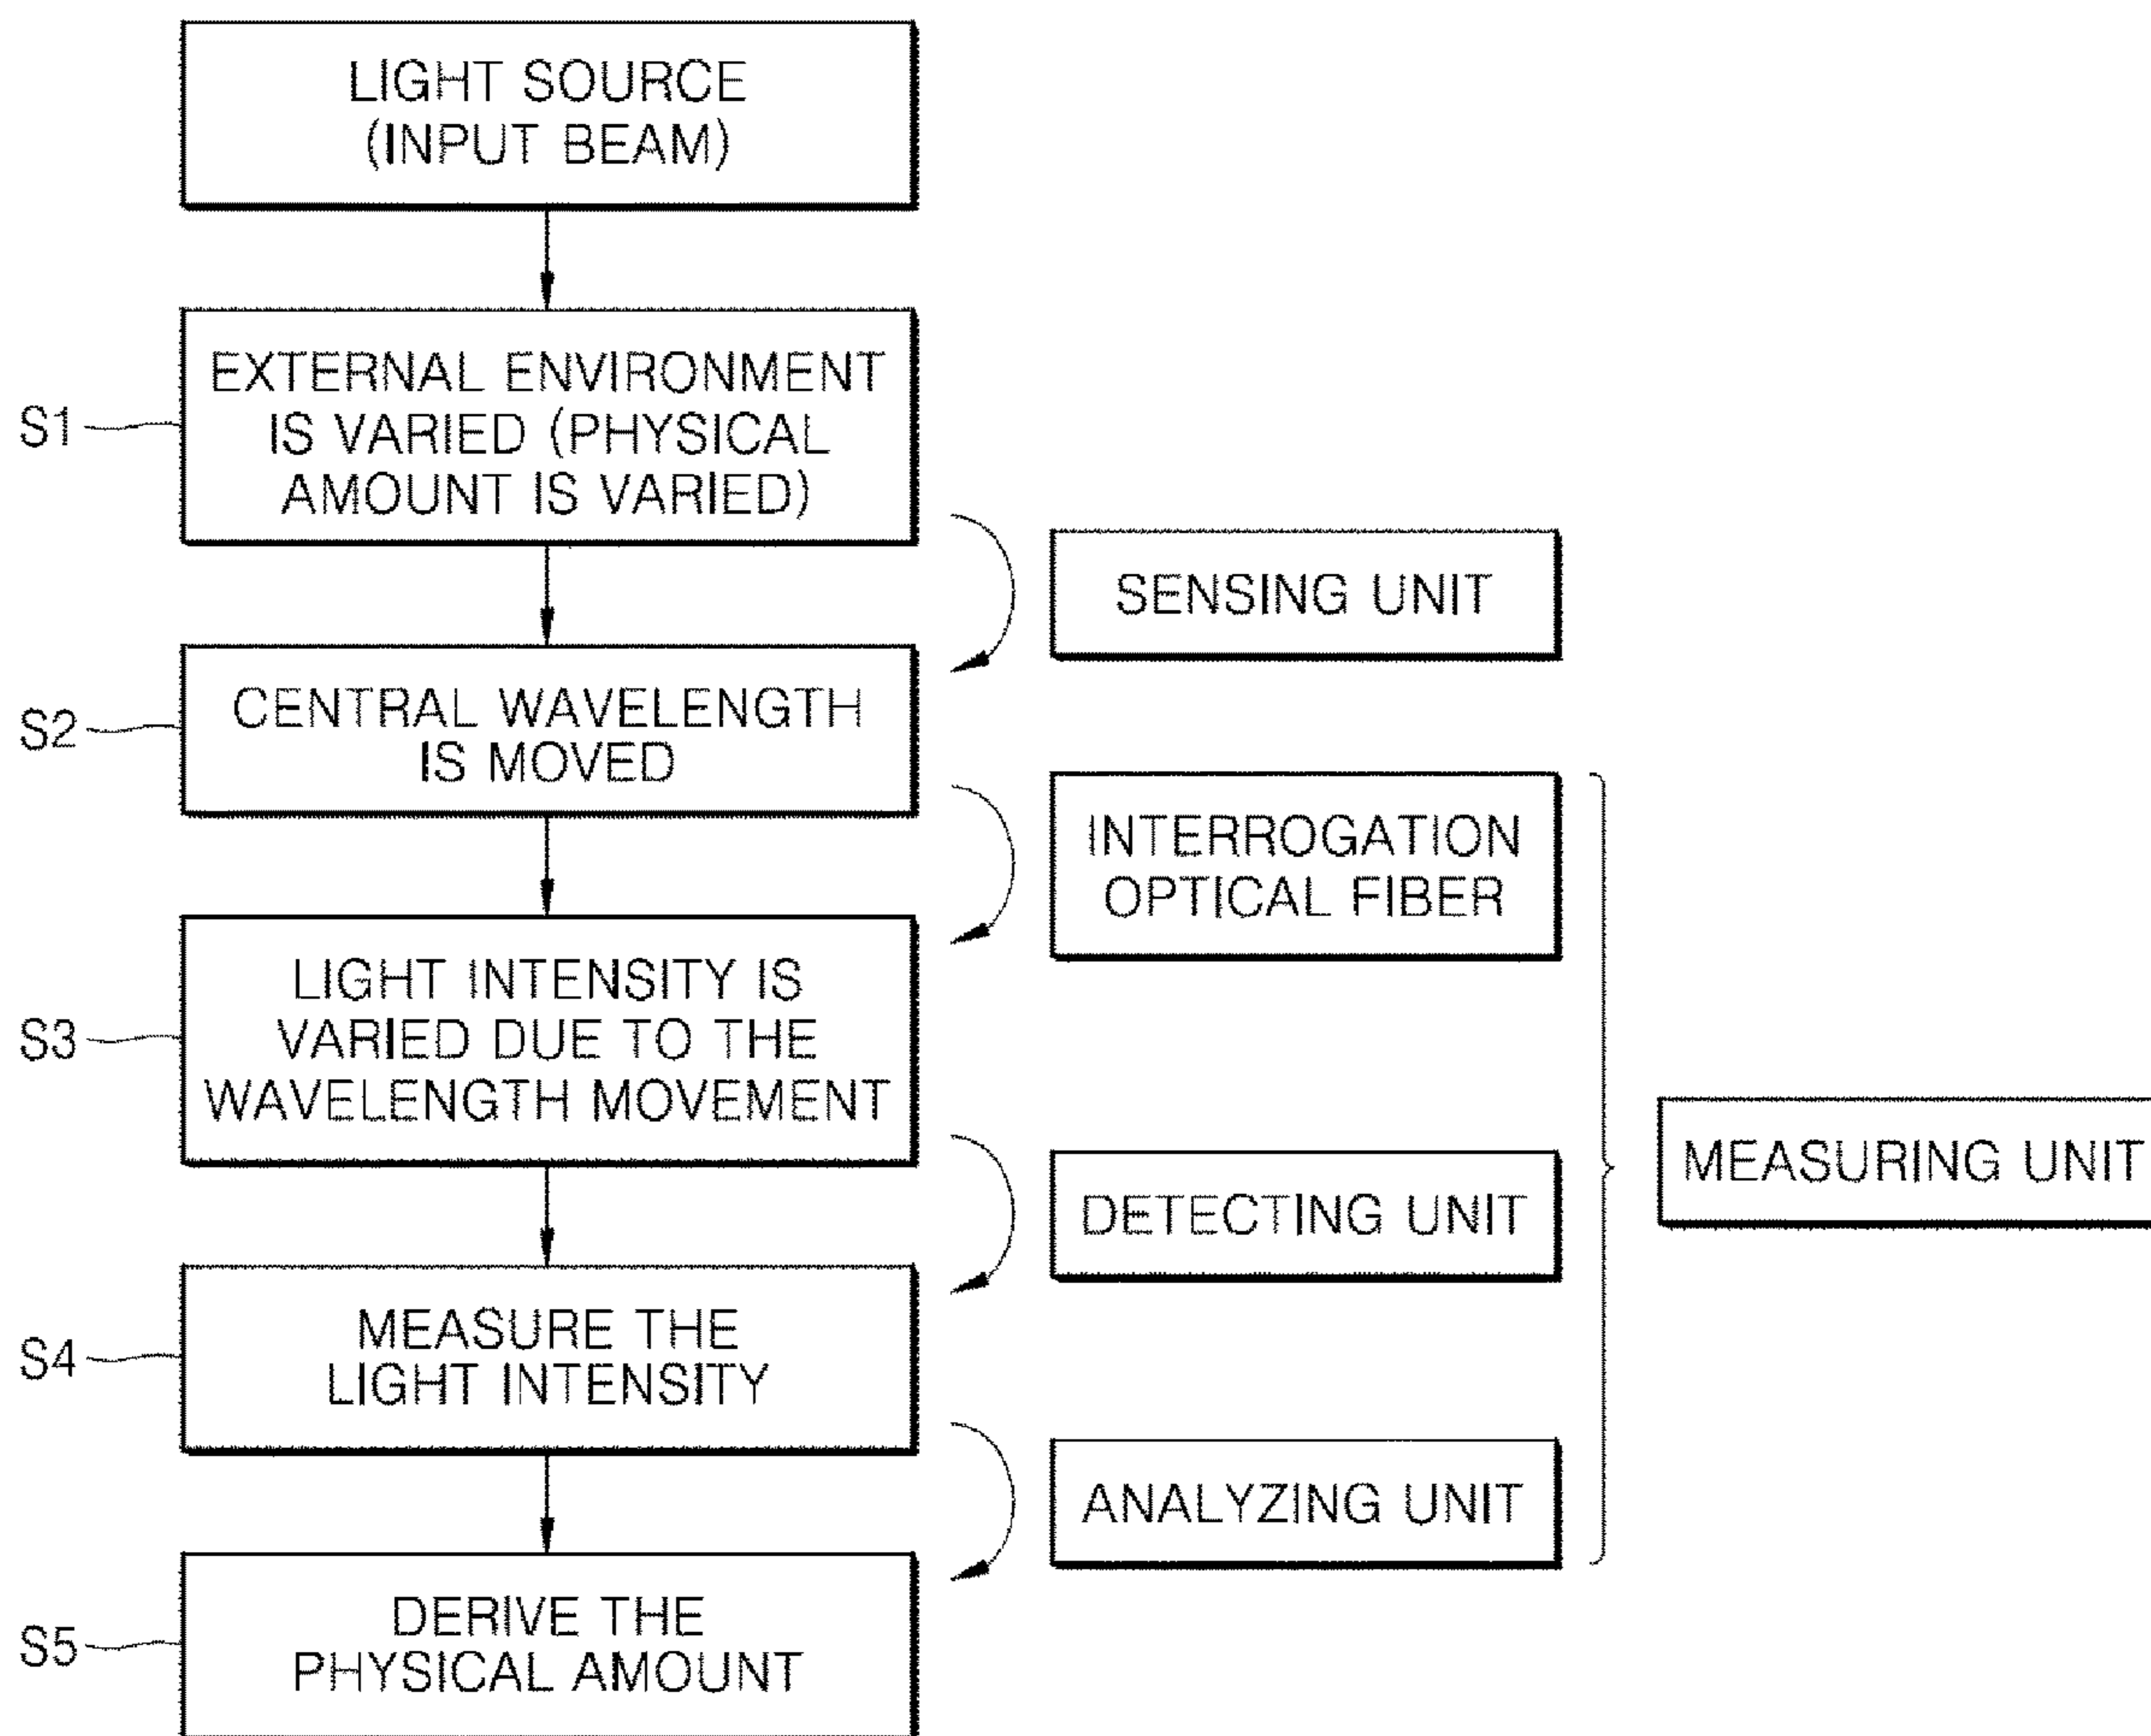 LIGHT SOURCE
(INPUT BEAM)
S1
EXTERNAL ENVIRONMENT
IS VARIED (PHYSICAL
AMOUNT IS VARIED)
SENSING UNIT
S2
CENTRAL WAVELENGTH
IS MOVED
INTERROGATION
OPTICAL FIBER
S3
LIGHT INTENSITY IS
VARIED DUE TO THE
WAVELENGTH MOVEMENT
DETECTING UNIT
MEASURING UNIT
S4
MEASURE THE
LIGHT INTENSITY
ANALYZING UNIT
S5
DERIVE THE
PHYSICAL AMOUNT